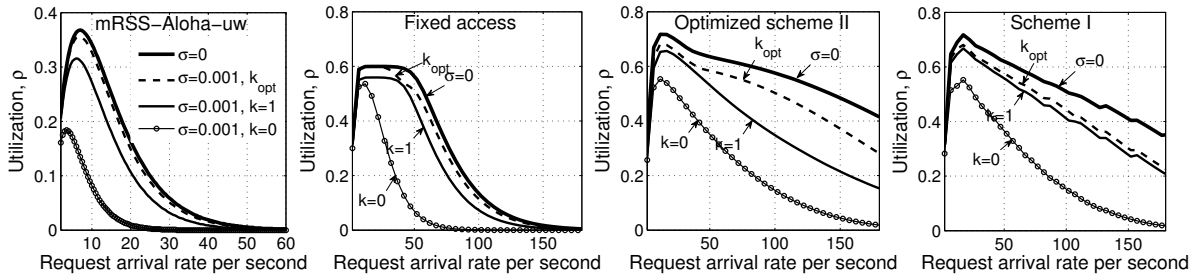 mRSS-Aloha-uw
Utilization, ρ
0.4
0.3
0.2
0.1
0
σ=0
σ=0.001, k_opt
σ=0.001, k=1
σ=0.001, k=0
10 20 30 40 50 60
Request arrival rate per second
Fixed access
Utilization, ρ
0.8
0.6
0.4
0.2
0
k_opt
σ=0
k=1
k=0
50 100 150
Request arrival rate per second
Optimized scheme II
Utilization, ρ
0.8
0.6
0.4
0.2
0
k_opt
σ=0
k=0
k=1
50 100 150
Request arrival rate per second
Scheme I
Utilization, ρ
0.8
0.6
0.4
0.2
0
k_opt
σ=0
k=1
k=0
50 100 150
Request arrival rate per second